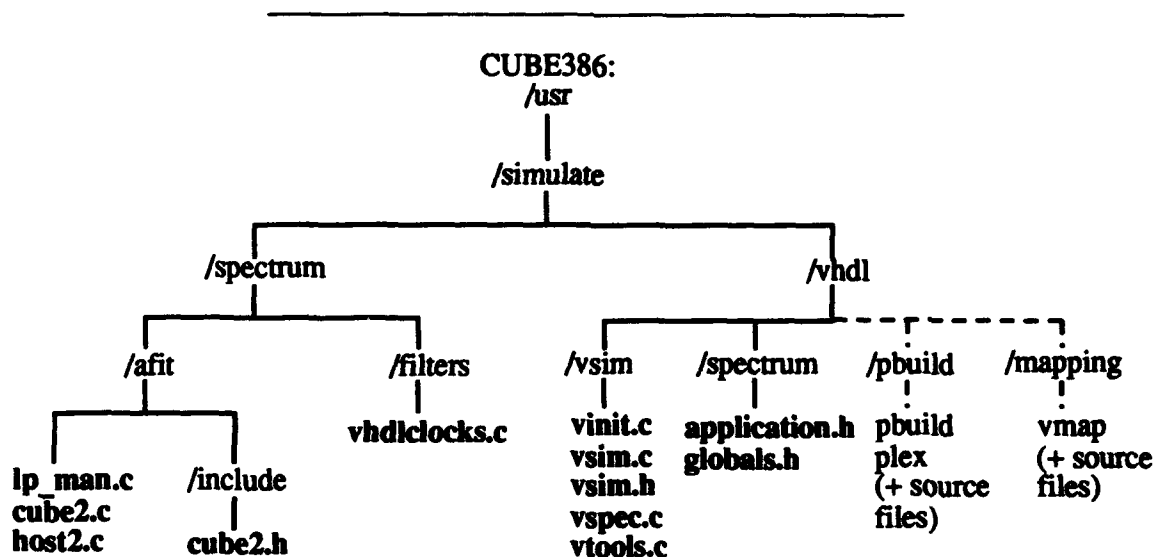 CUBE386:
/usr
/simulate
/spectrum
/vhdl
/afit
/filters
/vsim
/spectrum
/pbuild
/mapping
vhdlclocks.c
vinit.c
vsim.c
vsim.h
vspec.c
vtools.c
application.h
globals.h
pbuild
plex
(+ source
files)
vmap
(+ source
files)
lp_man.c
cube2.c
host2.c
/include
cube2.h